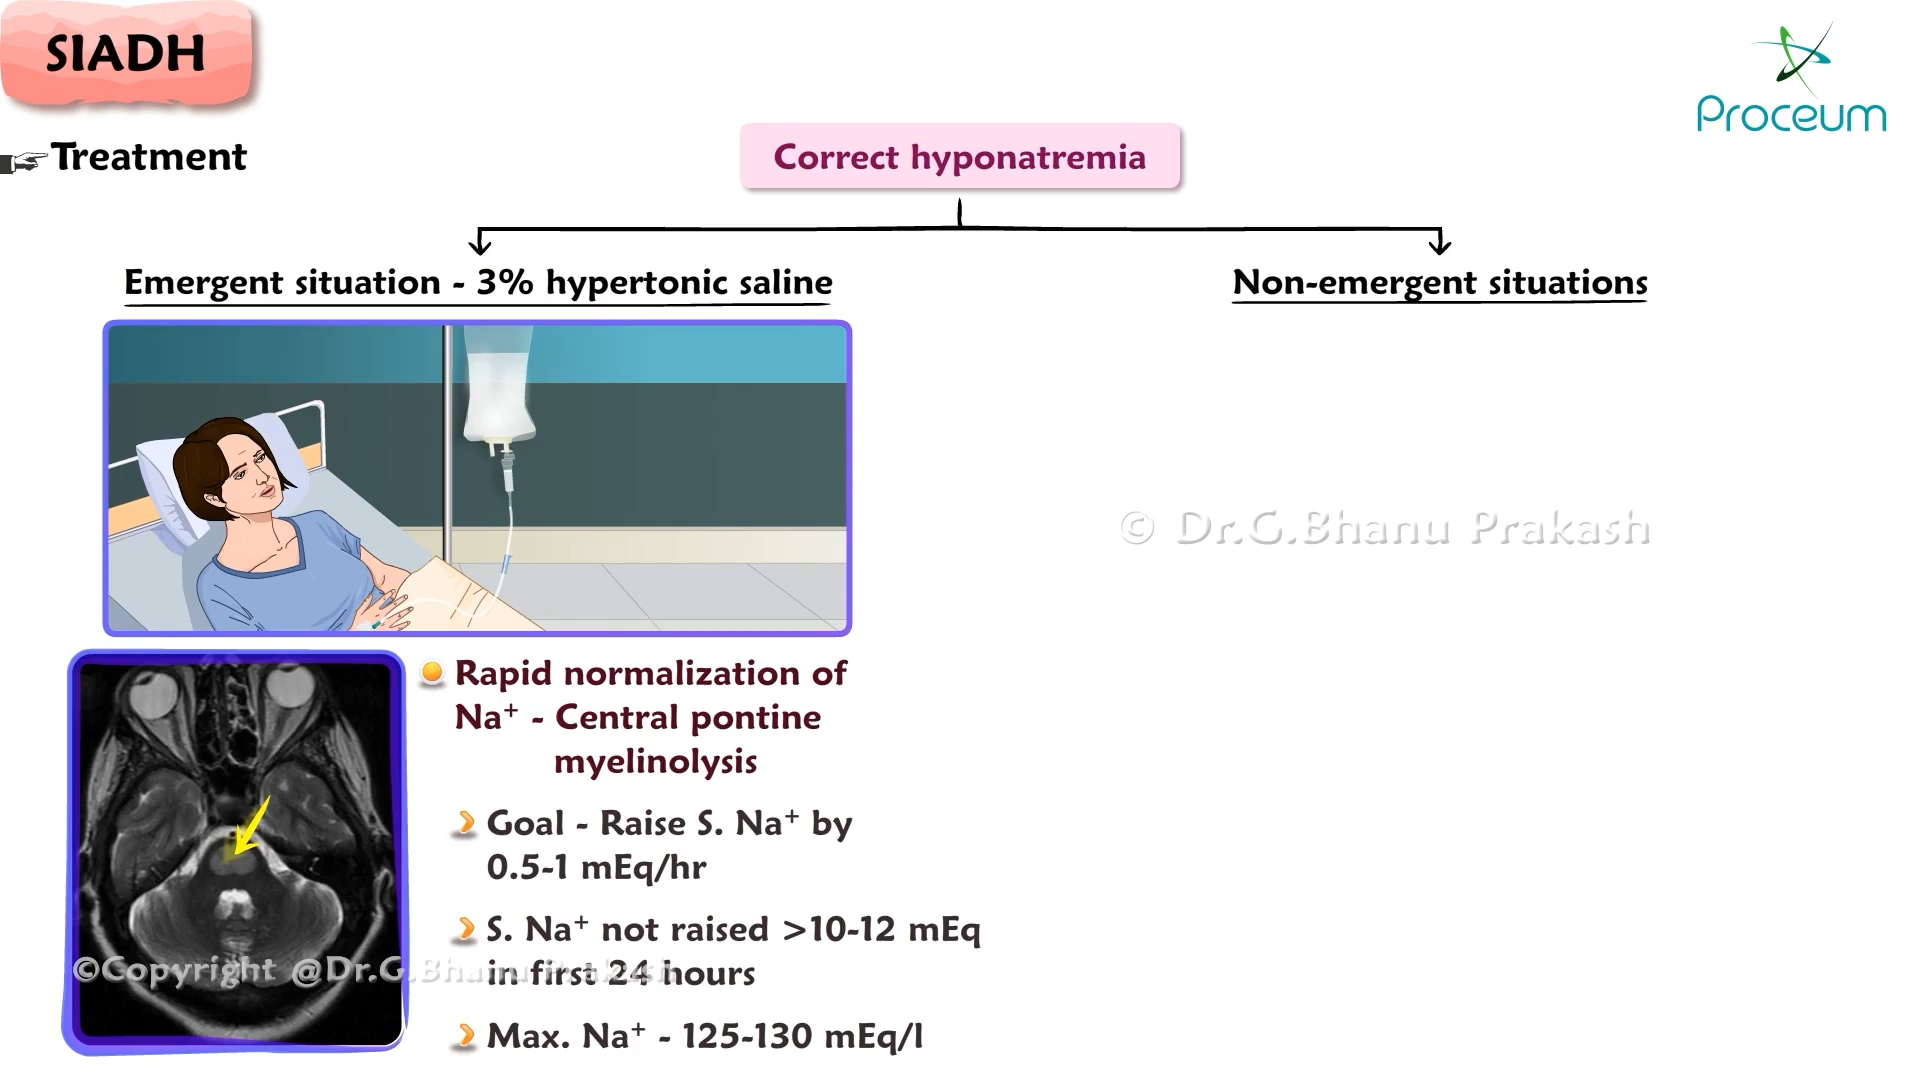 SIADH
Proceum
Treatment
Correct hyponatremia
Emergent situation - 3% hypertonic saline
Non-emergent situations
© Dr.G.Bhanu Prakash
Rapid normalization of
Na⁺ - Central pontine
myelinolysis
Goal - Raise S. Na⁺ by
0.5-1 mEq/hr
S. Na⁺ not raised >10-12 mEq
in first 24 hours
©Copyright @Dr.G.Bhanu Prakash
Max. Na⁺ - 125-130 mEq/l